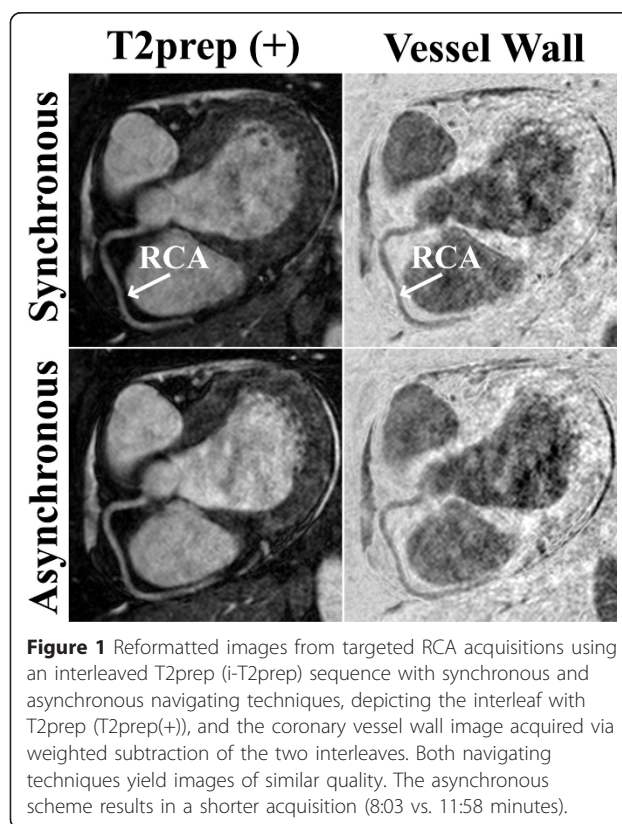 T2prep (+)
Vessel Wall
Synchronous
RCA
RCA
Asynchronous
Figure 1 Reformatted images from targeted RCA acquisitions using
an interleaved T2prep (i-T2prep) sequence with synchronous and
asynchronous navigating techniques, depicting the interleaf with
T2prep (T2prep(+)), and the coronary vessel wall image acquired via
weighted subtraction of the two interleaves. Both navigating
techniques yield images of similar quality. The asynchronous
scheme results in a shorter acquisition (8:03 vs. 11:58 minutes).